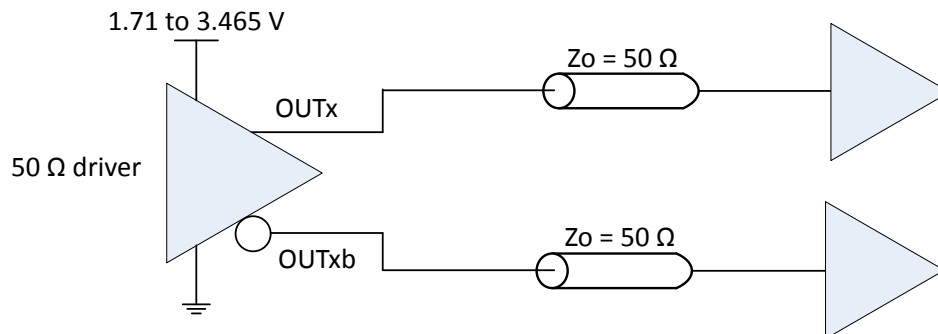 1.71 to 3.465 V
Zo = 50 Ω
OUTx
50 Ω driver
Zo = 50 Ω
OUTxb